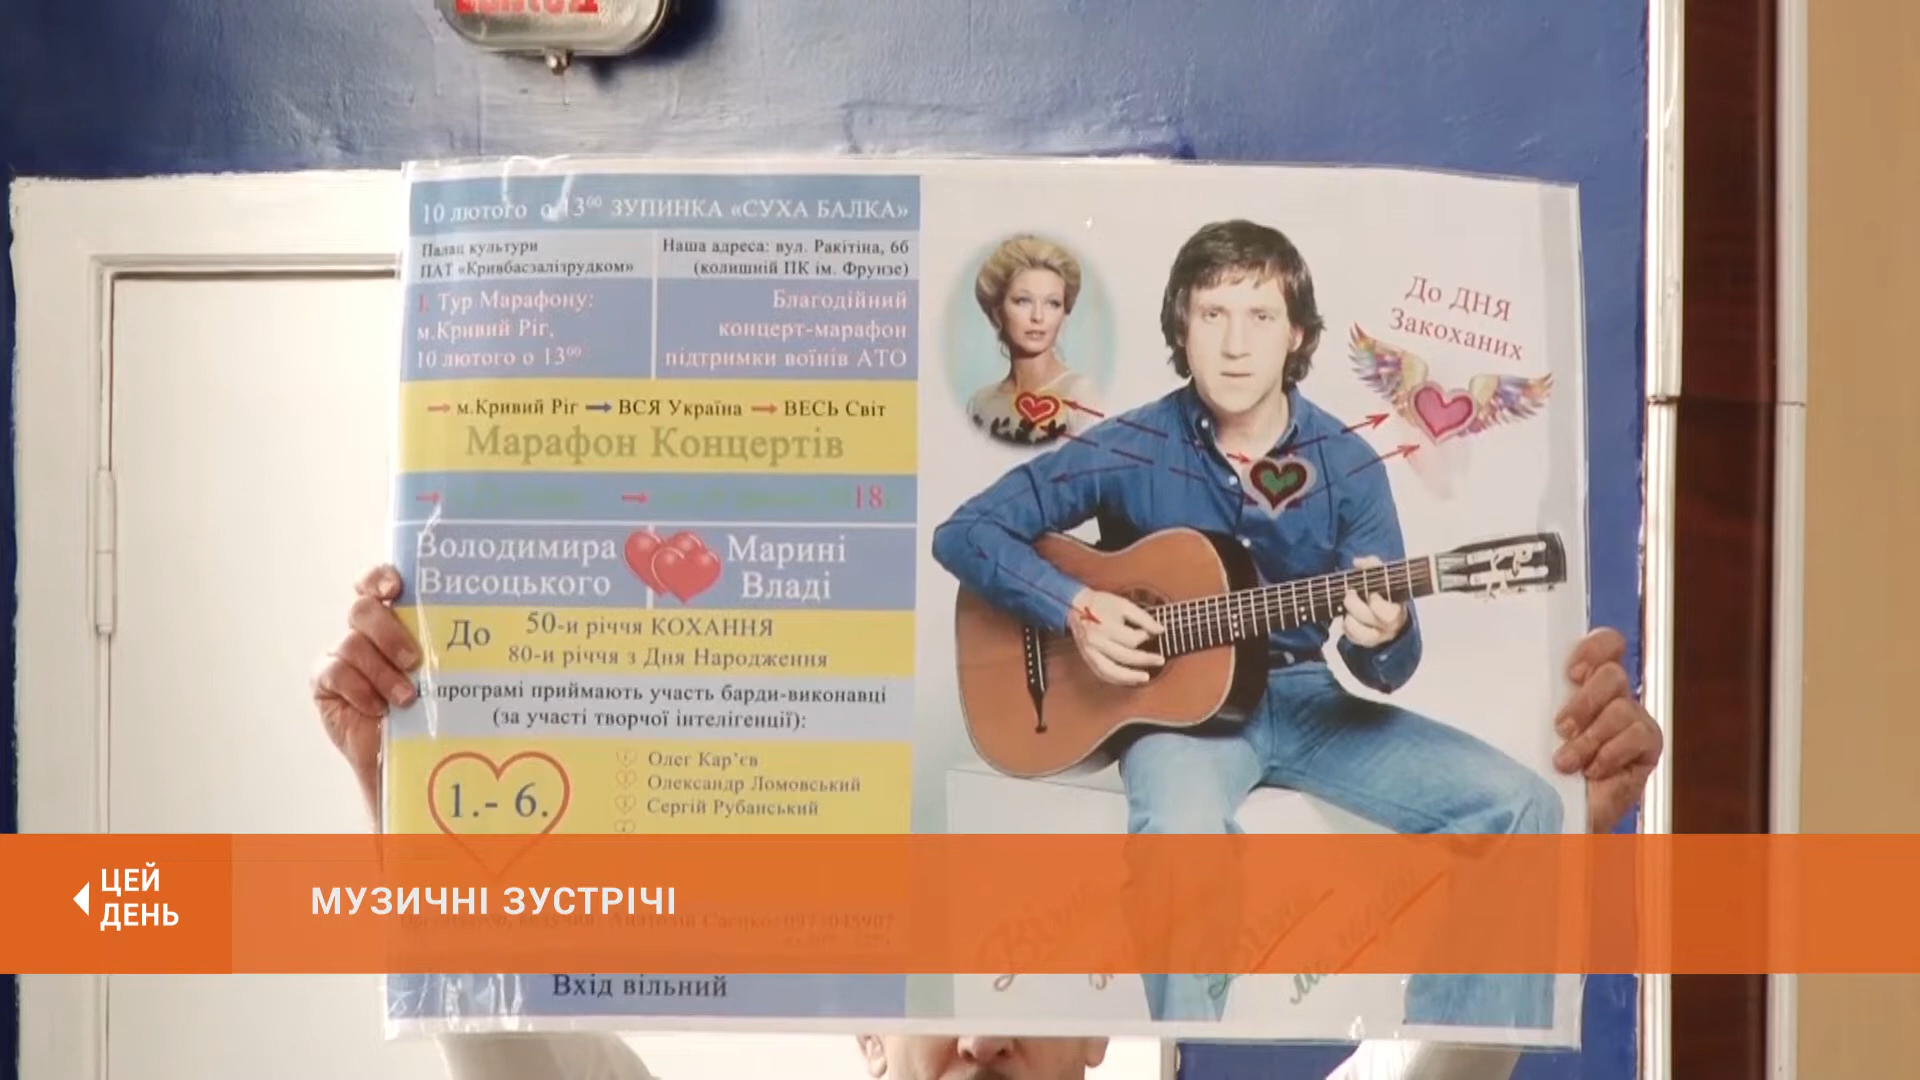 10 лютого о 13⁰⁰ ЗУПИНКА «СУХА БАЛКА»
Палац культури
ПАТ «Кривбасзалізрудком»
Наша адреса: вул. Ракітіна, 6б
(колишній ПК ім. Фрунзе)
І. Тур Марафону:
м.Кривий Ріг,
10 лютого о 13⁰⁰
Благодійний
концерт-марафон
підтримки воїнів АТО
м.Кривий Ріг ВСЯ Україна ВЕСЬ Світ
Марафон Концертів
18
Володимира
Висоцького
Марині
Владі
До 50-и річчя КОХАННЯ
80-и річчя з Дня Народження
В програмі приймають участь барди-виконавці
(за участі творчої інтелігенції):
1.- 6.
Олег Кар’єв
Олександр Ломовський
Сергій Рубанський
Вхід вільний
До ДНЯ
Закоханих
ЦЕЙ
ДЕНЬ
МУЗИЧНІ ЗУСТРІЧІ